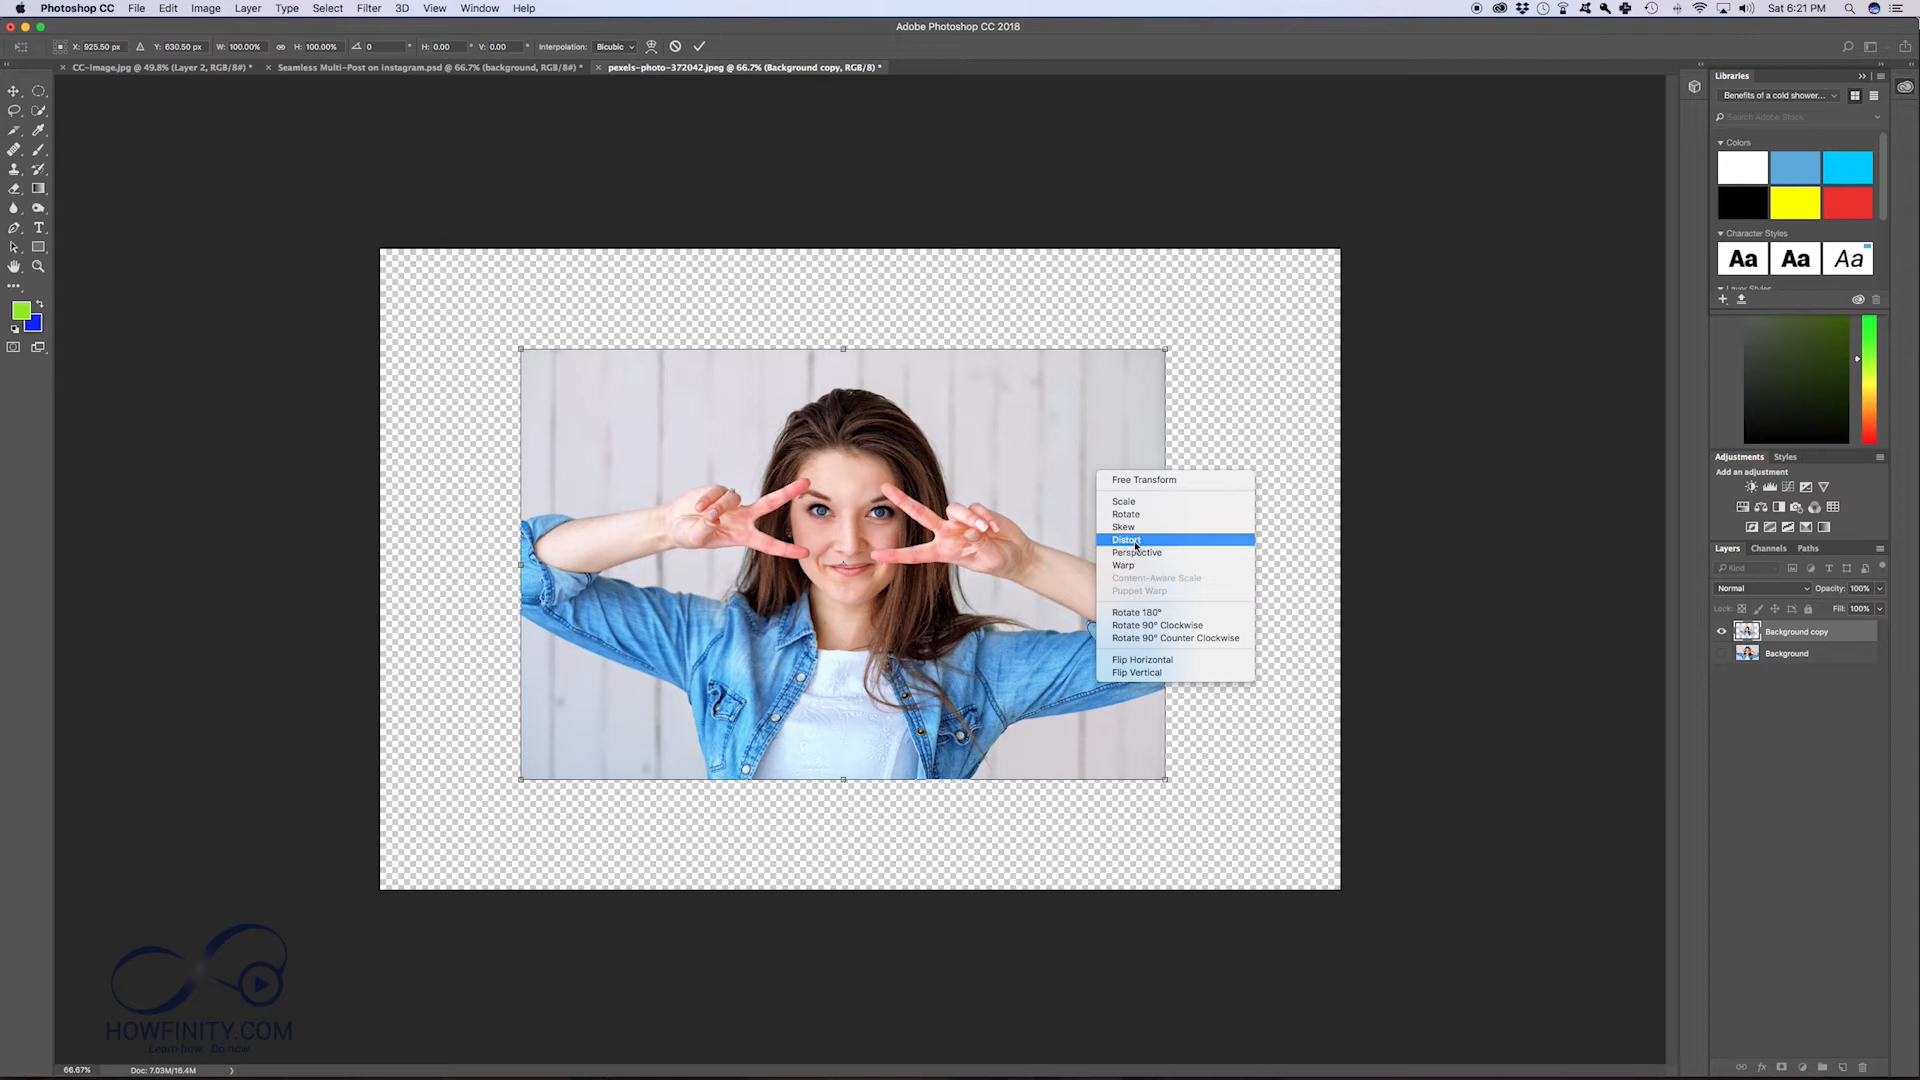 Photoshop CC File Edit Image Layer Type Select Filter 3D View Window Help Sat 6:21 PM
Adobe Photoshop CC 2018
X: 925.50 px Y: 630.50 px W: 100.00% H: 100.00% 0 ° H: 0.00 ° V: 0.00 ° Interpolation: Bicubic
CC-image.jpg @ 49.8% (Layer 2, RGB/8#) * Seamless Multi-Post on instagram.psd @ 66.7% (background, RGB/8#) * pexels-photo-372042.jpeg @ 66.7% (Background copy, RGB/8) *
Libraries
Benefits of a cold shower...
Search Adobe Stock
Colors
Character Styles
Aa Aa Aa
Layer Styles
Adjustments Styles
Add an adjustment
Free Transform
Scale
Rotate
Skew
Distort
Perspective
Warp
Content-Aware Scale
Puppet Warp
Rotate 180°
Rotate 90° Clockwise
Rotate 90° Counter Clockwise
Flip Horizontal
Flip Vertical
Layers Channels Paths
Kind
Normal Opacity: 100%
Lock: Fill: 100%
Background copy
Background
HOWFINITY.COM
Learn how. Do now.
66.67% Doc: 7.03M/16.4M